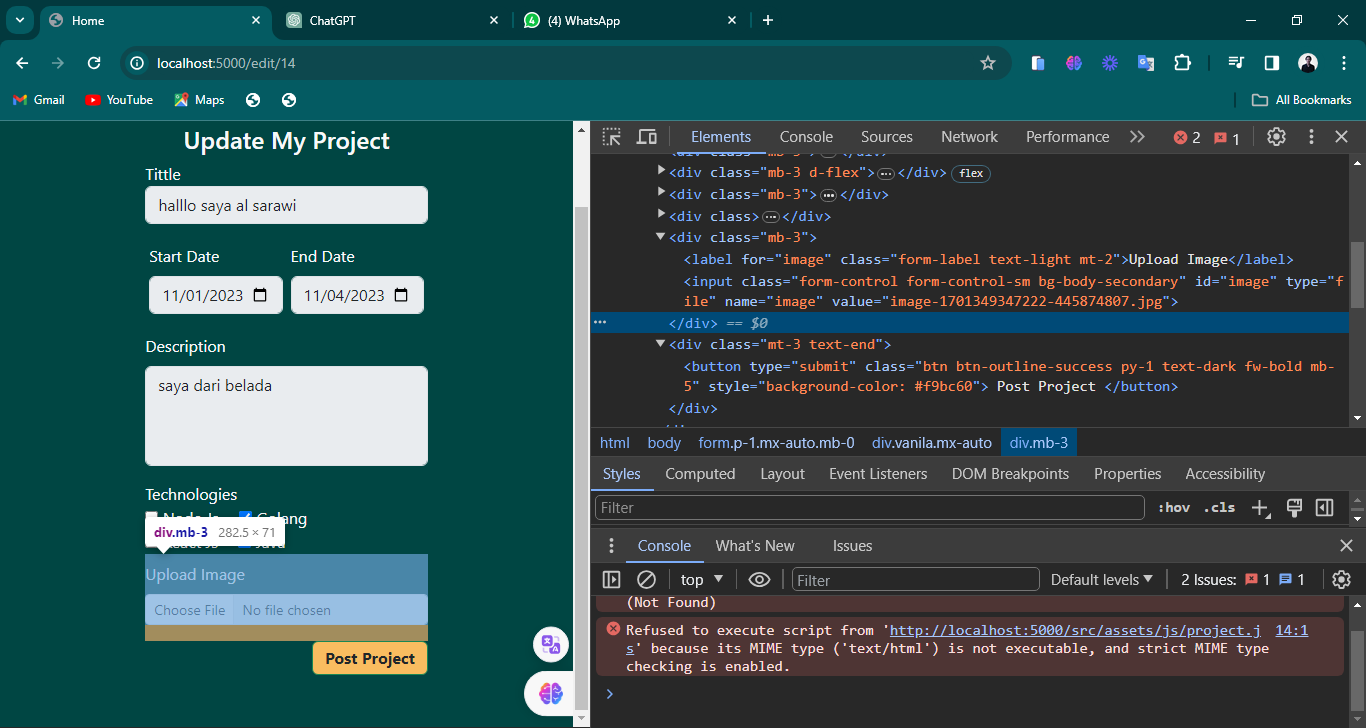 Home
ChatGPT
(4) WhatsApp
localhost:5000/edit/14
Gmail
YouTube
Maps
All Bookmarks
Update My Project
Tittle
halllo saya al sarawi
Start Date
End Date
11/01/2023
11/04/2023
Description
saya dari belada
Technologies
Golang
div.mb-3 282.5 × 71
Upload Image
Choose File No file chosen
Post Project
Elements
Console
Sources
Network
Performance
2
1
<div class="mb-3 d-flex">…</div> flex
<div class="mb-3">…</div>
<div class>…</div>
<div class="mb-3">
<label for="image" class="form-label text-light mt-2">Upload Image</label>
<input class="form-control form-control-sm bg-body-secondary" id="image" type="f
ile" name="image" value="image-1701349347222-445874807.jpg">
</div> == $0
<div class="mt-3 text-end">
<button type="submit" class="btn btn-outline-success py-1 text-dark fw-bold mb-
5" style="background-color: #f9bc60"> Post Project </button>
</div>
html body form.p-1.mx-auto.mb-0 div.vanila.mx-auto div.mb-3
Styles Computed Layout Event Listeners DOM Breakpoints Properties Accessibility
Filter
:hov .cls
Console What's New Issues
top
Filter
Default levels
2 Issues: 1 1
(Not Found)
Refused to execute script from 'http://localhost:5000/src/assets/js/project.j 14:1
s' because its MIME type ('text/html') is not executable, and strict MIME type
checking is enabled.